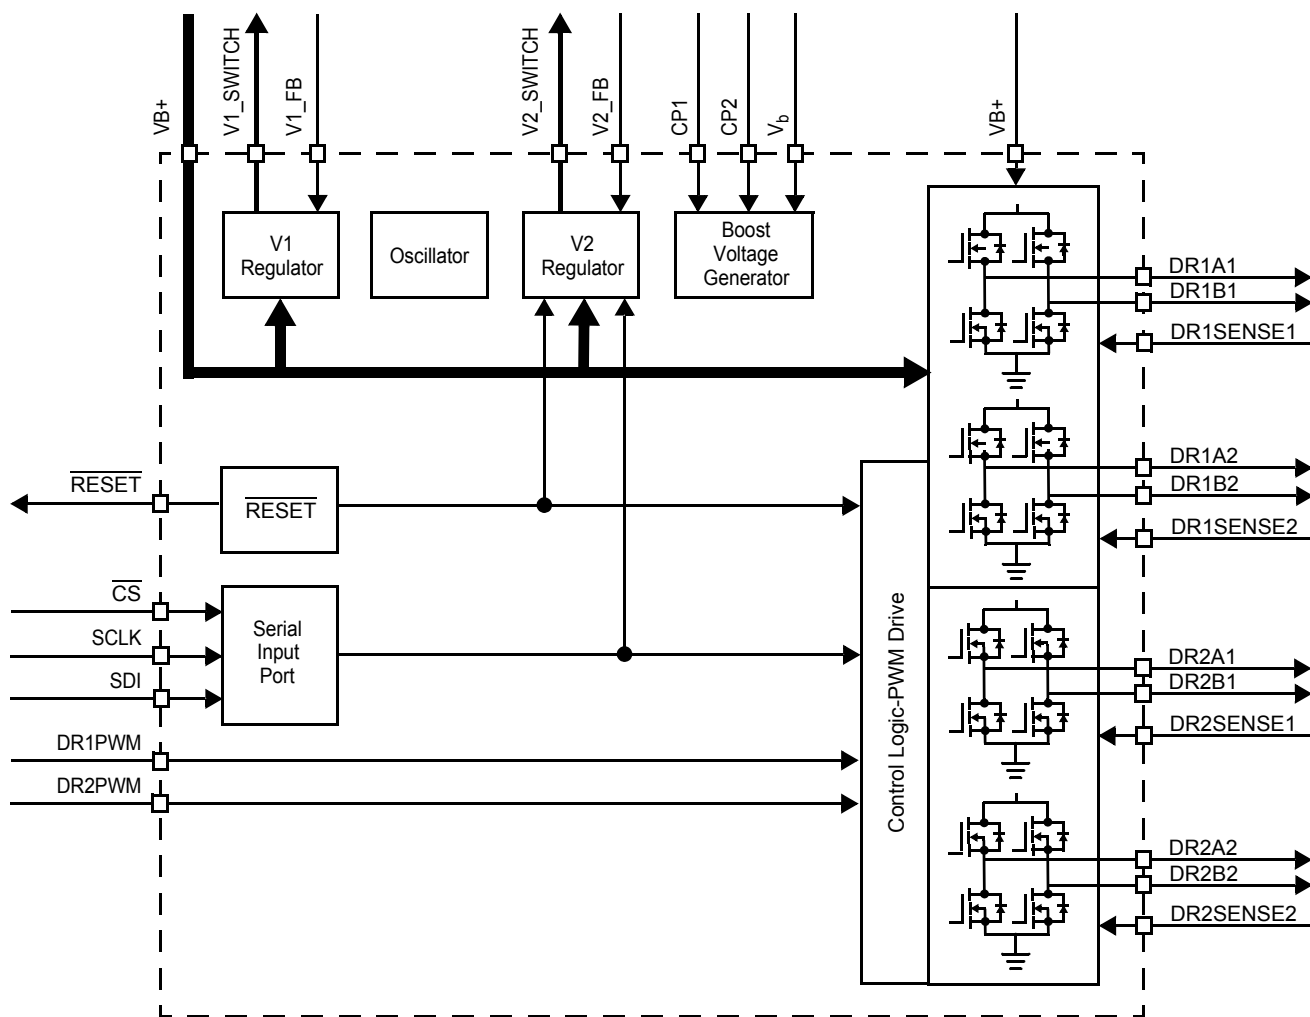 VB+
V1_SWITCH
V1_FB
V2_SWITCH
V2_FB
CP1
CP2
Vb
VB+
V1
Regulator
Oscillator
V2
Regulator
Boost
Voltage
Generator
DR1A1
DR1B1
DR1SENSE1
DR1A2
DR1B2
DR1SENSE2
RESET
RESET
CS
SCLK
SDI
Serial
Input
Port
DR1PWM
DR2PWM
Control Logic-PWM Drive
DR2A1
DR2B1
DR2SENSE1
DR2A2
DR2B2
DR2SENSE2